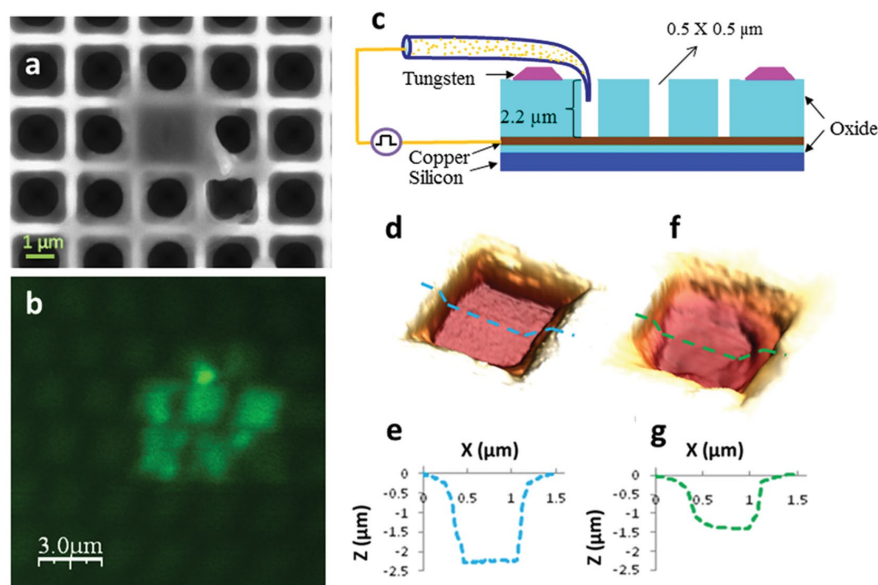 a
1 µm
b
3.0µm
c
0.5 X 0.5 µm
Tungsten
2.2 µm
Oxide
Copper
Silicon
d
f
e
X (µm)
0
-0.5
-1
-1.5
-2
-2.5
0 0.5 1 1.5
Z (µm)
g
X (µm)
0
-0.5
-1
-1.5
-2
-2.5
0 0.5 1 1.5
Z (µm)